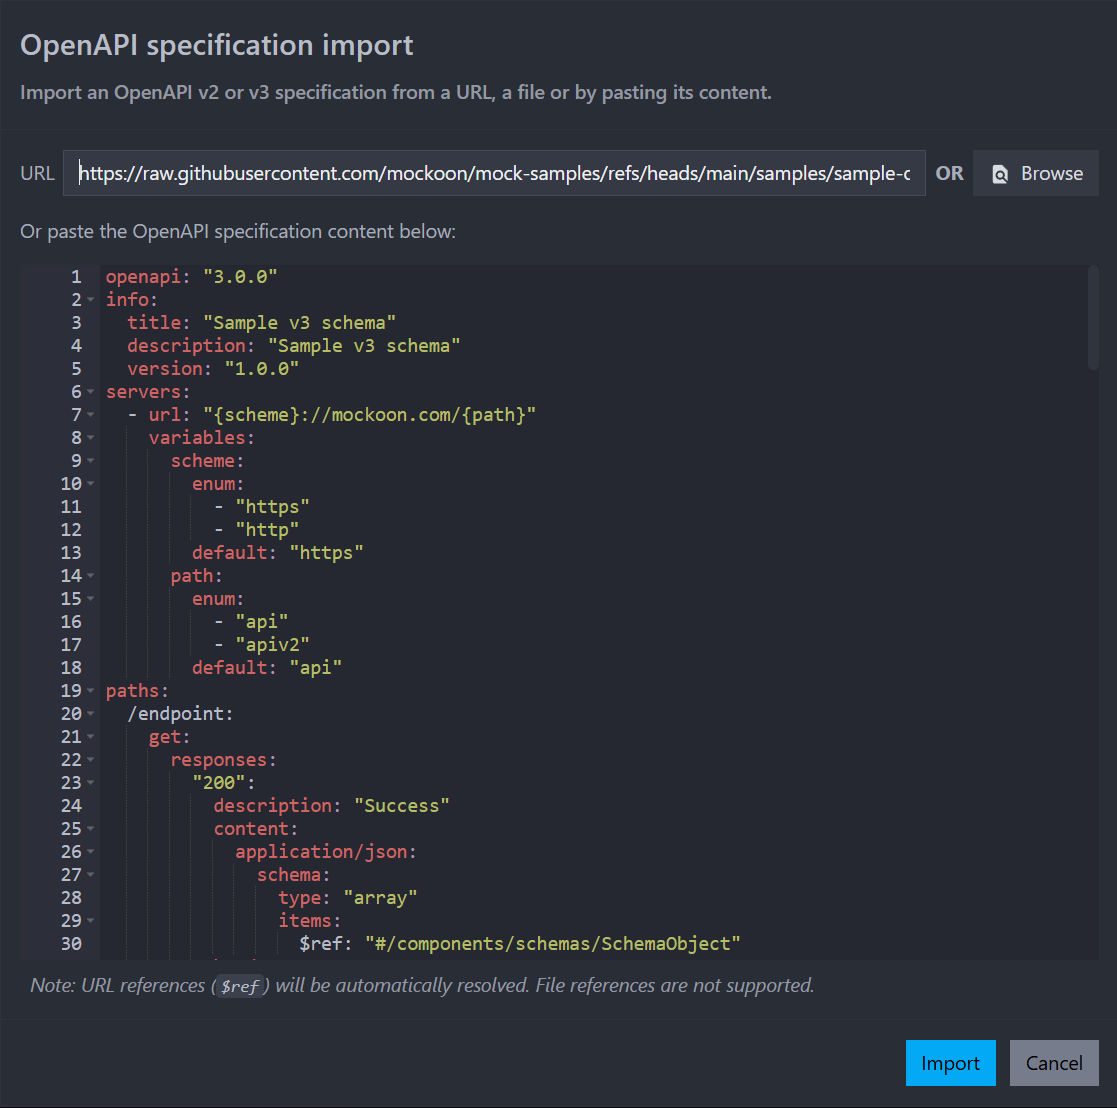 OpenAPI specification import
Import an OpenAPI v2 or v3 specification from a URL, a file or by pasting its content.
URL https://raw.githubusercontent.com/mockoon/mock-samples/refs/heads/main/samples/sample-c OR Browse
Or paste the OpenAPI specification content below:
1 openapi: "3.0.0"
2 info:
3   title: "Sample v3 schema"
4   description: "Sample v3 schema"
5   version: "1.0.0"
6 servers:
7   - url: "{scheme}://mockoon.com/{path}"
8     variables:
9       scheme:
10         enum:
11           - "https"
12           - "http"
13         default: "https"
14       path:
15         enum:
16           - "api"
17           - "apiv2"
18         default: "api"
19 paths:
20   /endpoint:
21     get:
22       responses:
23         "200":
24           description: "Success"
25           content:
26             application/json:
27               schema:
28                 type: "array"
29                 items:
30                   $ref: "#/components/schemas/SchemaObject"
Note: URL references ($ref) will be automatically resolved. File references are not supported.
Import Cancel